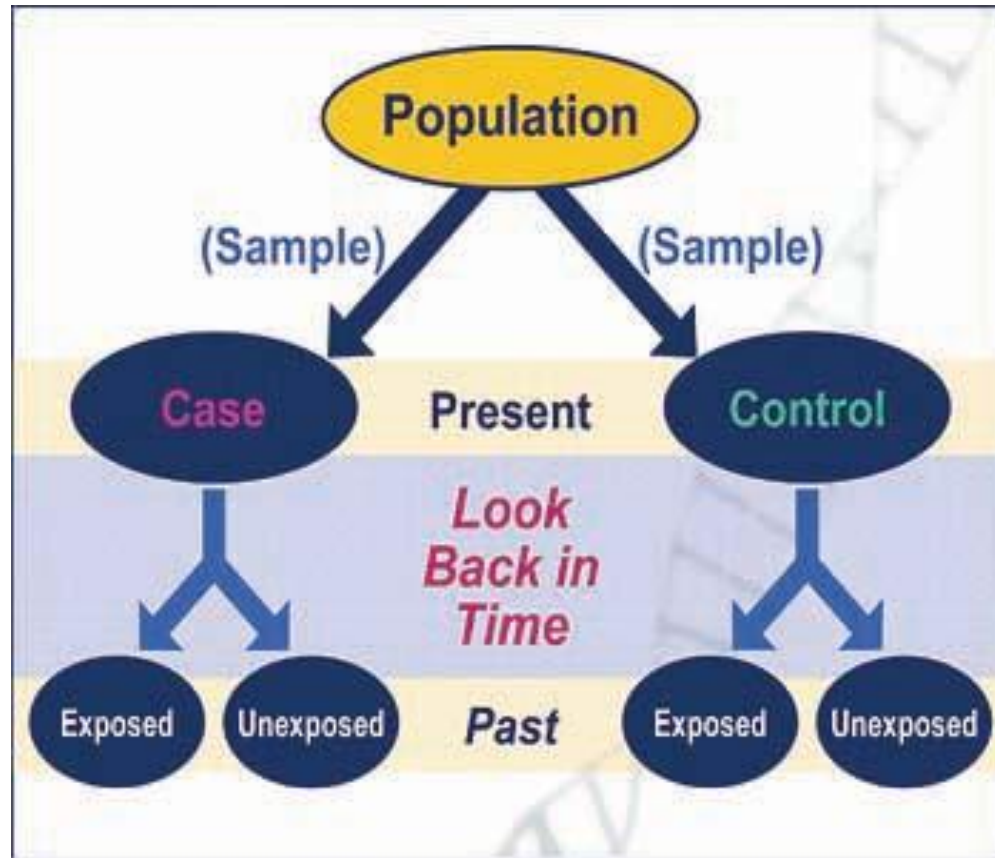 Population
(Sample)
(Sample)
Case
Present
Control
Look
Back in
Time
Exposed
Unexposed
Past
Exposed
Unexposed